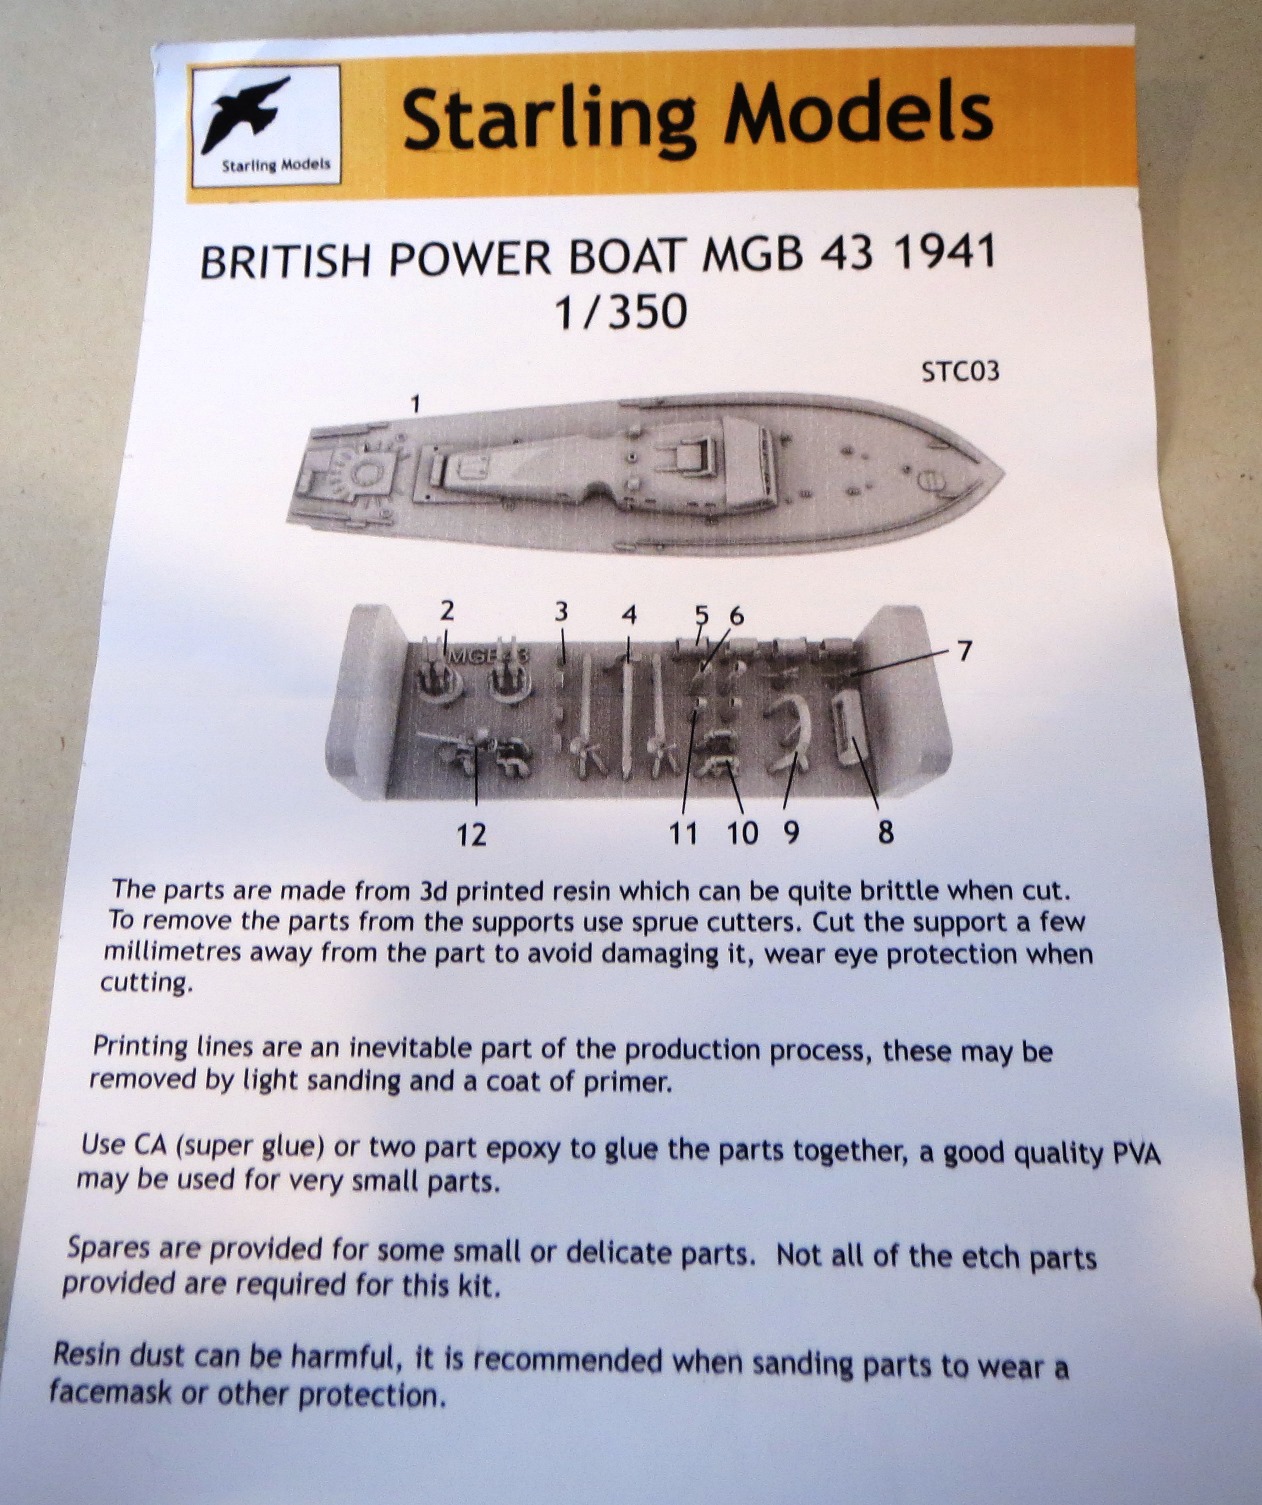 Starling Models
Starling Models
BRITISH POWER BOAT MGB 43 1941
1/350
STC03
1
2 3 4 5 6
MGB43
7
12 11 10 9 8
The parts are made from 3d printed resin which can be quite brittle when cut.
To remove the parts from the supports use sprue cutters. Cut the support a few
millimetres away from the part to avoid damaging it, wear eye protection when
cutting.
Printing lines are an inevitable part of the production process, these may be
removed by light sanding and a coat of primer.
Use CA (super glue) or two part epoxy to glue the parts together, a good quality PVA
may be used for very small parts.
Spares are provided for some small or delicate parts.  Not all of the etch parts
provided are required for this kit.
Resin dust can be harmful, it is recommended when sanding parts to wear a
facemask or other protection.